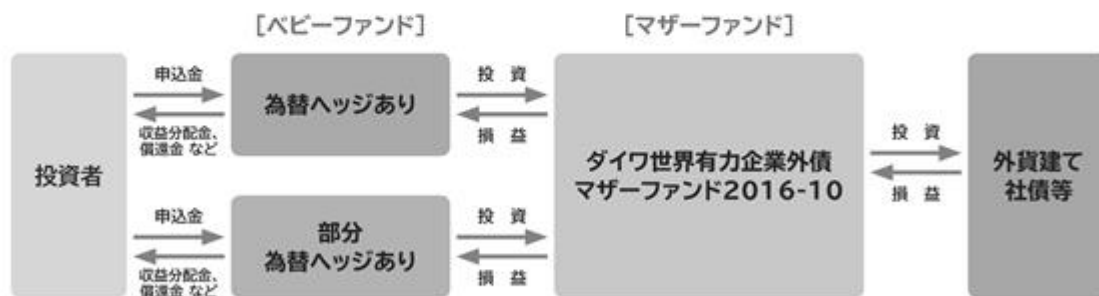 [ベビーファンド]
[マザーファンド]
投資者
申込金
収益分配金、
償還金 など
為替ヘッジあり
投 資
損 益
申込金
収益分配金、
償還金 など
部分
為替ヘッジあり
投 資
損 益
ダイワ世界有力企業外債
マザーファンド2016-10
投 資
損 益
外貨建て
社債等